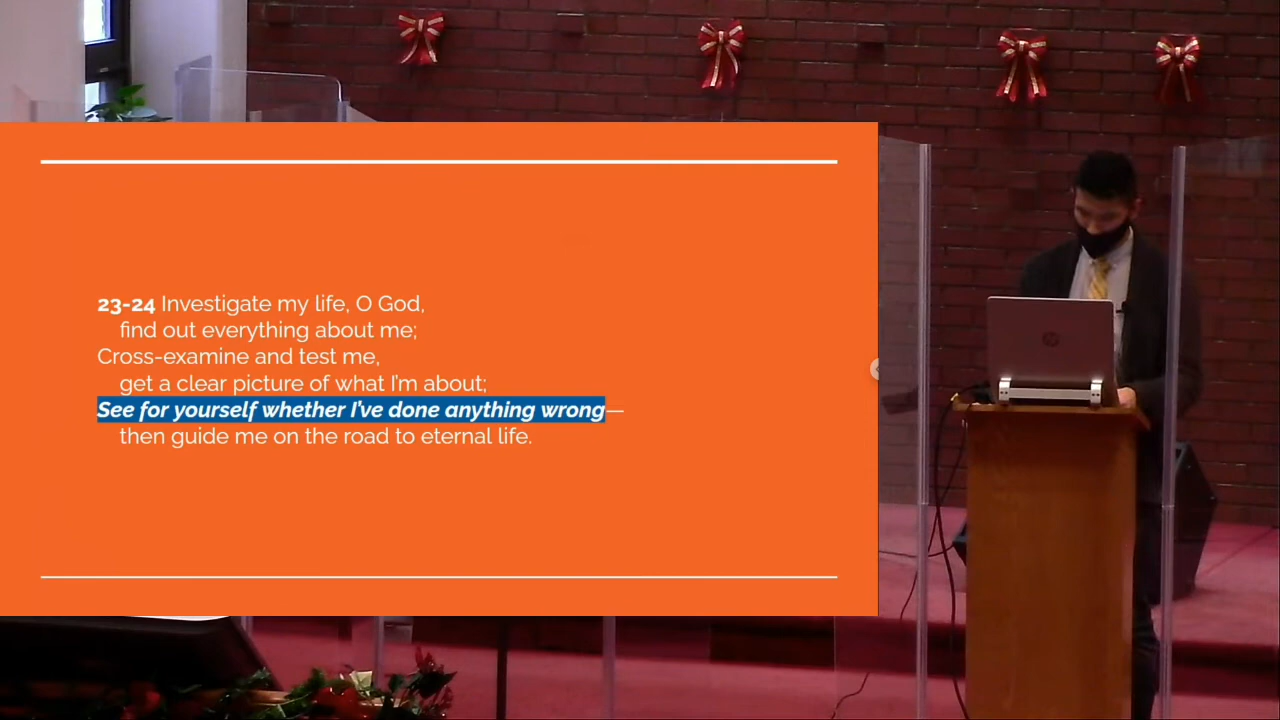 23-24 Investigate my life, O God,
find out everything about me;
Cross-examine and test me,
get a clear picture of what I'm about;
See for yourself whether I've done anything wrong—
then guide me on the road to eternal life.
hp